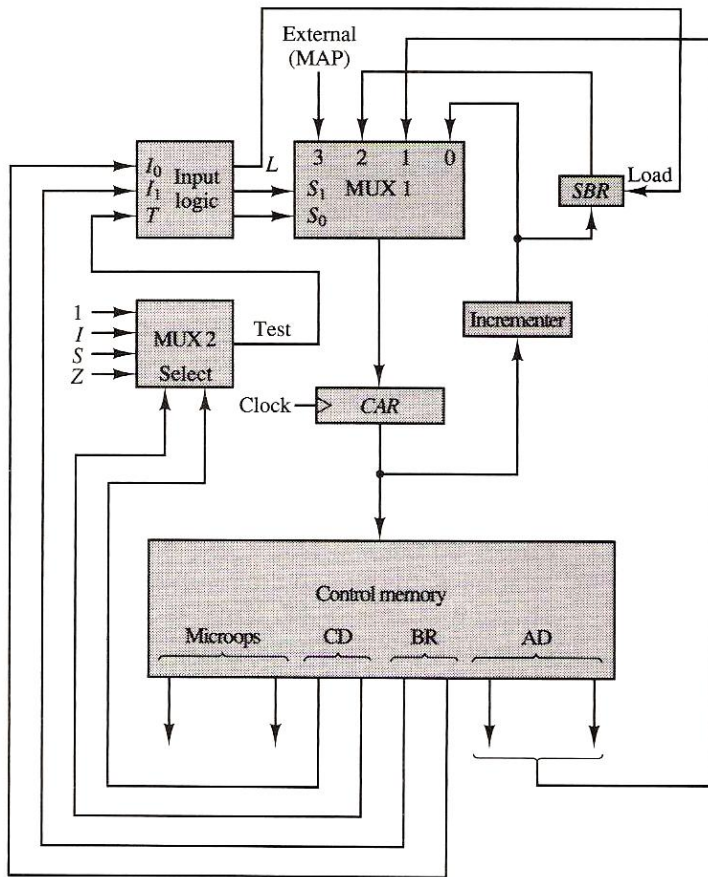 External
(MAP)
3 2 1 0
I₀ Input L
I₁ logic
T
S₁ MUX 1
S₀
SBR Load
Incrementer
1
I
S
Z
MUX 2
Select
Test
Clock CAR
Control memory
Microops CD BR AD